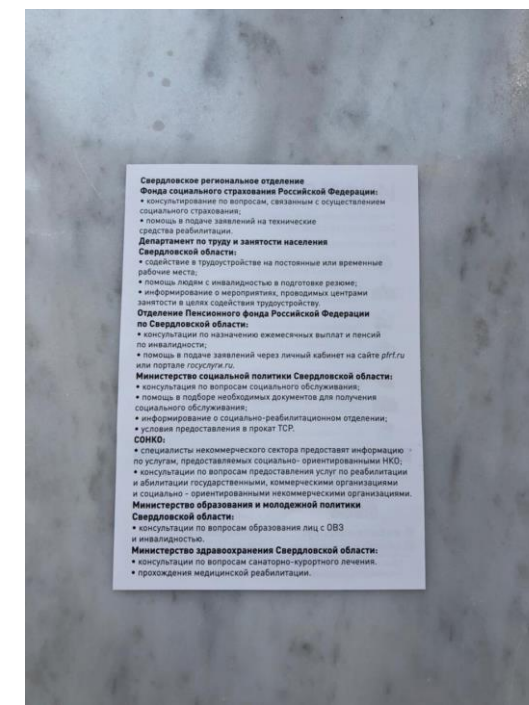 Свердловское региональное отделение
Фонда социального страхования Российской Федерации:
• консультирование по вопросам, связанным с осуществлением
социального страхования;
• помощь в подаче заявлений на технические
средства реабилитации.
Департамент по труду и занятости населения
Свердловской области:
• содействие в трудоустройстве на постоянные или временные
рабочие места;
• помощь людям с инвалидностью в подготовке резюме;
• информирование о мероприятиях, проводимых центрами
занятости в целях содействия трудоустройству.
Отделение Пенсионного фонда Российской Федерации
по Свердловской области:
• консультации по назначению ежемесячных выплат и пенсий
по инвалидности;
• помощь в подаче заявлений через личный кабинет на сайте pfrf.ru
или портале госуслуги.ru.
Министерство социальной политики Свердловской области:
• консультация по вопросам социального обслуживания;
• помощь в подборе необходимых документов для получения
социального обслуживания;
• информирование о социально-реабилитационном отделении;
• условия предоставления в прокат ТСР.
СОНКО:
• специалисты некоммерческого сектора предоставят информацию
по услугам, предоставляемых социально- ориентированными НКО;
• консультации по вопросам предоставления услуг по реабилитации
и абилитации государственными, коммерческими организациями
и социально - ориентированными некоммерческими организациями.
Министерство образования и молодежной политики
Свердловской области:
• консультации по вопросам образования лиц с ОВЗ
и инвалидностью.
Министерство здравоохранения Свердловской области:
• консультации по вопросам санаторно-курортного лечения.
• прохождения медицинской реабилитации.